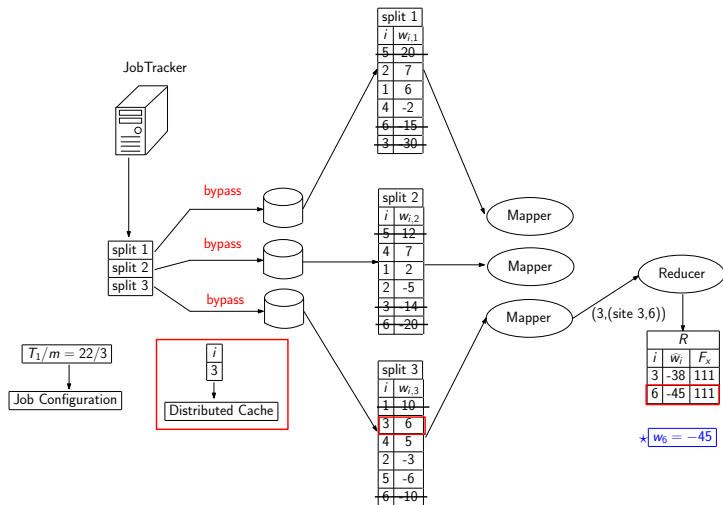 JobTracker
split 1
split 2
split 3
bypass
bypass
bypass
split 1
i w_{i,1}
5 20
2 7
1 6
4 -2
6 -15
3 -30
split 2
i w_{i,2}
5 12
4 7
1 2
2 -5
3 -14
6 -20
split 3
i w_{i,3}
1 10
3 6
4 5
2 -3
5 -6
6 -10
Mapper
Mapper
Mapper
(3,(site 3,6))
Reducer
R
i w̄_i F_x
3 -38 111
6 -45 111
⋆ w_6 = −45
T_1/m = 22/3
Job Configuration
i
3
Distributed Cache